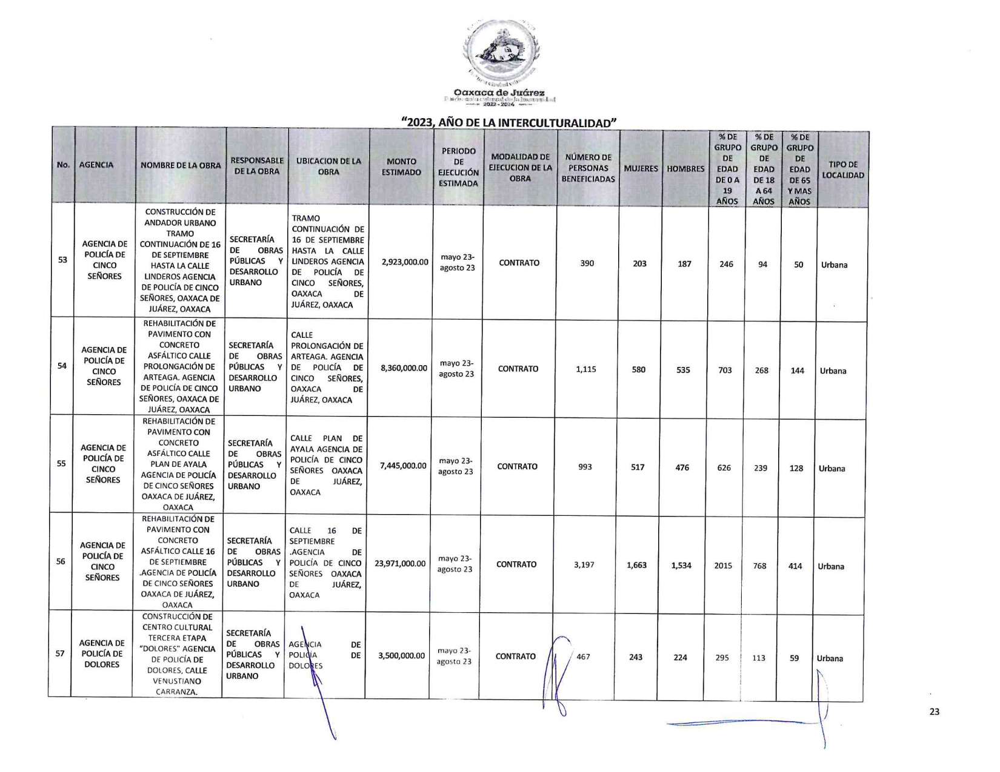 Oaxaca de Juárez
2022 - 2024
“2023, AÑO DE LA INTERCULTURALIDAD”
No.
AGENCIA
NOMBRE DE LA OBRA
RESPONSABLE
DE LA OBRA
UBICACION DE LA
OBRA
MONTO
ESTIMADO
PERIODO
DE
EJECUCIÓN
ESTIMADA
MODALIDAD DE
EJECUCION DE LA
OBRA
NÚMERO DE
PERSONAS
BENEFICIADAS
MUJERES
HOMBRES
% DE
GRUPO
DE
EDAD
DE 0 A
19
AÑOS
% DE
GRUPO
DE
EDAD
DE 18
A 64
AÑOS
% DE
GRUPO
DE
EDAD
DE 65
Y MAS
AÑOS
TIPO DE
LOCALIDAD
53
AGENCIA DE
POLICÍA DE
CINCO
SEÑORES
CONSTRUCCIÓN DE
ANDADOR URBANO
TRAMO
CONTINUACIÓN DE 16
DE SEPTIEMBRE
HASTA LA CALLE
LINDEROS AGENCIA
DE POLICÍA DE CINCO
SEÑORES, OAXACA DE
JUÁREZ, OAXACA
SECRETARÍA
DE OBRAS
PÚBLICAS Y
DESARROLLO
URBANO
TRAMO
CONTINUACIÓN DE
16 DE SEPTIEMBRE
HASTA LA CALLE
LINDEROS AGENCIA
DE POLICÍA DE
CINCO SEÑORES,
OAXACA DE
JUÁREZ, OAXACA
2,923,000.00
mayo 23-
agosto 23
CONTRATO
390
203
187
246
94
50
Urbana
54
AGENCIA DE
POLICÍA DE
CINCO
SEÑORES
REHABILITACIÓN DE
PAVIMENTO CON
CONCRETO
ASFÁLTICO CALLE
PROLONGACIÓN DE
ARTEAGA. AGENCIA
DE POLICÍA DE CINCO
SEÑORES, OAXACA DE
JUÁREZ, OAXACA
SECRETARÍA
DE OBRAS
PÚBLICAS Y
DESARROLLO
URBANO
CALLE
PROLONGACIÓN DE
ARTEAGA. AGENCIA
DE POLICÍA DE
CINCO SEÑORES,
OAXACA DE
JUÁREZ, OAXACA
8,360,000.00
mayo 23-
agosto 23
CONTRATO
1,115
580
535
703
268
144
Urbana
55
AGENCIA DE
POLICÍA DE
CINCO
SEÑORES
REHABILITACIÓN DE
PAVIMENTO CON
CONCRETO
ASFÁLTICO CALLE
PLAN DE AYALA
AGENCIA DE POLICÍA
DE CINCO SEÑORES
OAXACA DE JUÁREZ,
OAXACA
SECRETARÍA
DE OBRAS
PÚBLICAS Y
DESARROLLO
URBANO
CALLE PLAN DE
AYALA AGENCIA DE
POLICÍA DE CINCO
SEÑORES OAXACA
DE JUÁREZ,
OAXACA
7,445,000.00
mayo 23-
agosto 23
CONTRATO
993
517
476
626
239
128
Urbana
56
AGENCIA DE
POLICÍA DE
CINCO
SEÑORES
REHABILITACIÓN DE
PAVIMENTO CON
CONCRETO
ASFÁLTICO CALLE 16
DE SEPTIEMBRE
.AGENCIA DE POLICÍA
DE CINCO SEÑORES
OAXACA DE JUÁREZ,
OAXACA
SECRETARÍA
DE OBRAS
PÚBLICAS Y
DESARROLLO
URBANO
CALLE 16 DE
SEPTIEMBRE
.AGENCIA DE
POLICÍA DE CINCO
SEÑORES OAXACA
DE JUÁREZ,
OAXACA
23,971,000.00
mayo 23-
agosto 23
CONTRATO
3,197
1,663
1,534
2015
768
414
Urbana
57
AGENCIA DE
POLICÍA DE
DOLORES
CONSTRUCCIÓN DE
CENTRO CULTURAL
TERCERA ETAPA
“DOLORES” AGENCIA
DE POLICÍA DE
DOLORES, CALLE
VENUSTIANO
CARRANZA.
SECRETARÍA
DE OBRAS
PÚBLICAS Y
DESARROLLO
URBANO
AGENCIA DE
POLICÍA DE
DOLORES
3,500,000.00
mayo 23-
agosto 23
CONTRATO
467
243
224
295
113
59
Urbana
23